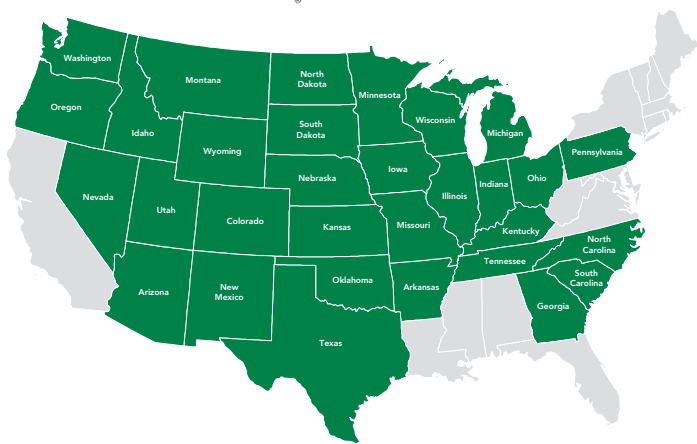 ®
Washington
Oregon
Idaho
Montana
Wyoming
Nevada
Utah
Colorado
Arizona
New
Mexico
North
Dakota
South
Dakota
Nebraska
Kansas
Oklahoma
Texas
Minnesota
Iowa
Missouri
Arkansas
Wisconsin
Illinois
Michigan
Indiana
Ohio
Kentucky
Tennessee
Pennsylvania
North
Carolina
South
Carolina
Georgia